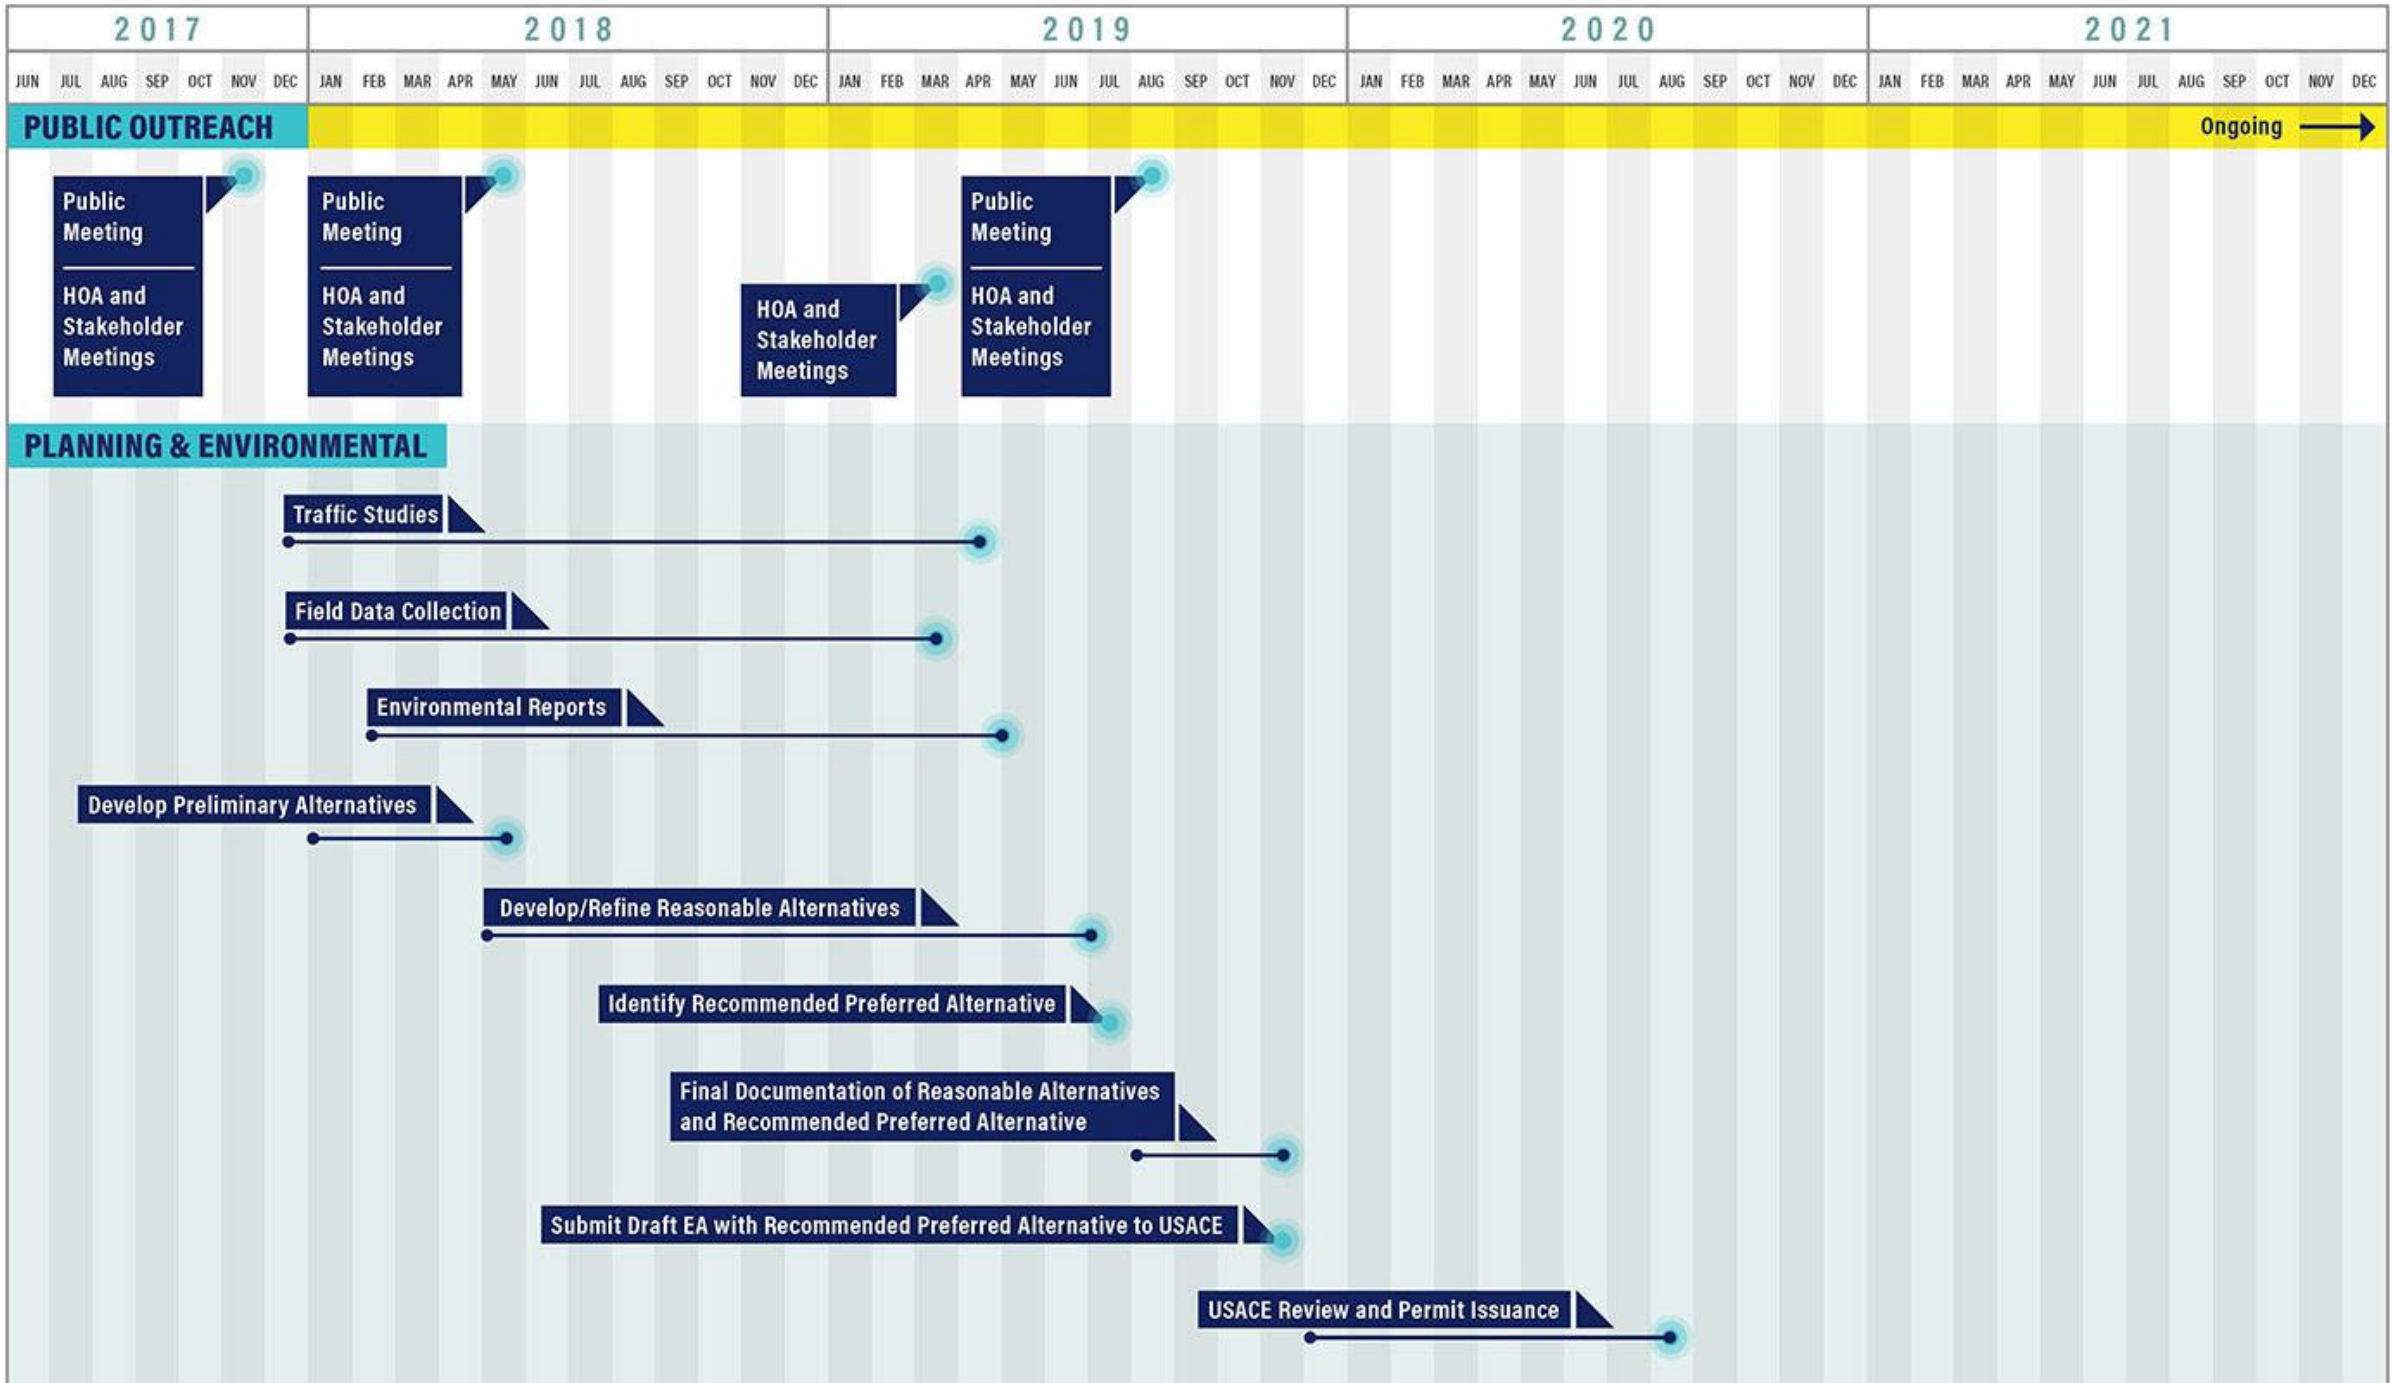 2017 2018 2019 2020 2021
JUN JUL AUG SEP OCT NOV DEC JAN FEB MAR APR MAY JUN JUL AUG SEP OCT NOV DEC JAN FEB MAR APR MAY JUN JUL AUG SEP OCT NOV DEC JAN FEB MAR APR MAY JUN JUL AUG SEP OCT NOV DEC JAN FEB MAR APR MAY JUN JUL AUG SEP OCT NOV DEC
PUBLIC OUTREACH
Ongoing
Public
Meeting
HOA and
Stakeholder
Meetings
Public
Meeting
HOA and
Stakeholder
Meetings
HOA and
Stakeholder
Meetings
Public
Meeting
HOA and
Stakeholder
Meetings
PLANNING & ENVIRONMENTAL
Traffic Studies
Field Data Collection
Environmental Reports
Develop Preliminary Alternatives
Develop/Refine Reasonable Alternatives
Identify Recommended Preferred Alternative
Final Documentation of Reasonable Alternatives
and Recommended Preferred Alternative
Submit Draft EA with Recommended Preferred Alternative to USACE
USACE Review and Permit Issuance